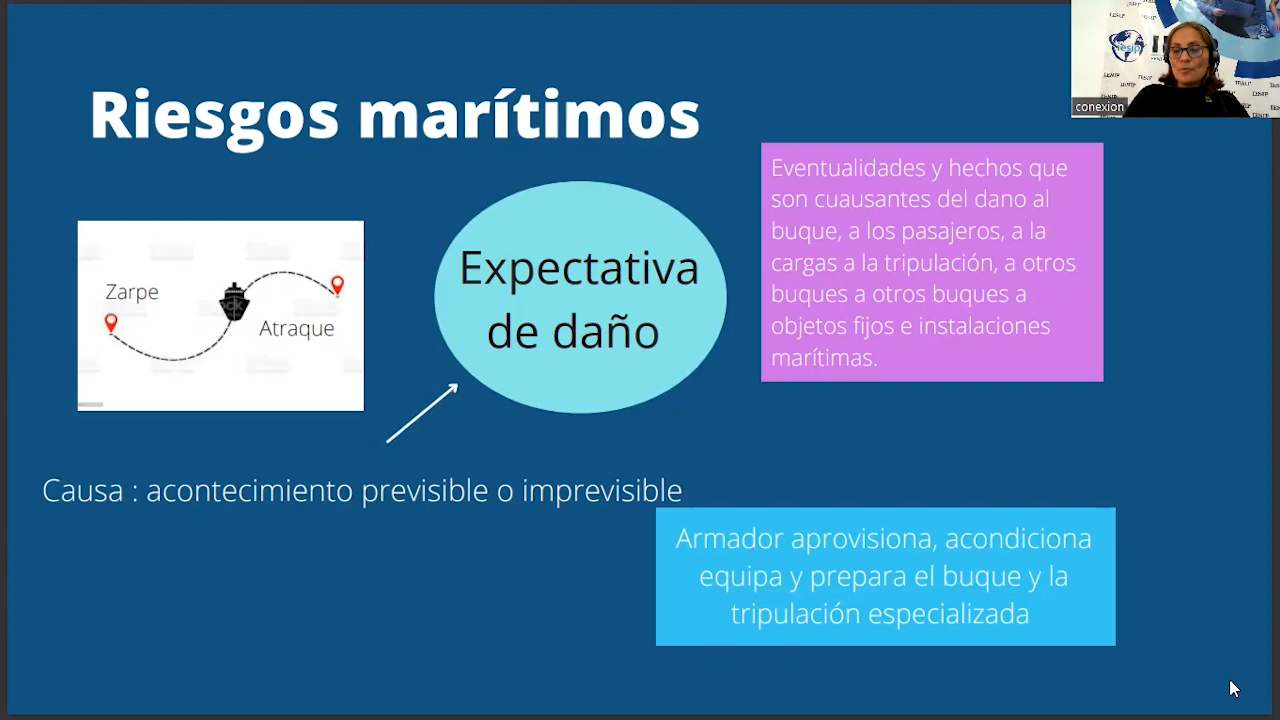 Riesgos marítimos
Zarpe
Atraque
Expectativa
de daño
Eventualidades y hechos que
son cuausantes del dano al
buque, a los pasajeros, a la
cargas a la tripulación, a otros
buques a otros buques a
objetos fijos e instalaciones
marítimas.
Causa : acontecimiento previsible o imprevisible
Armador aprovisiona, acondiciona
equipa y prepara el buque y la
tripulación especializada
iesip
IESIP
conexion